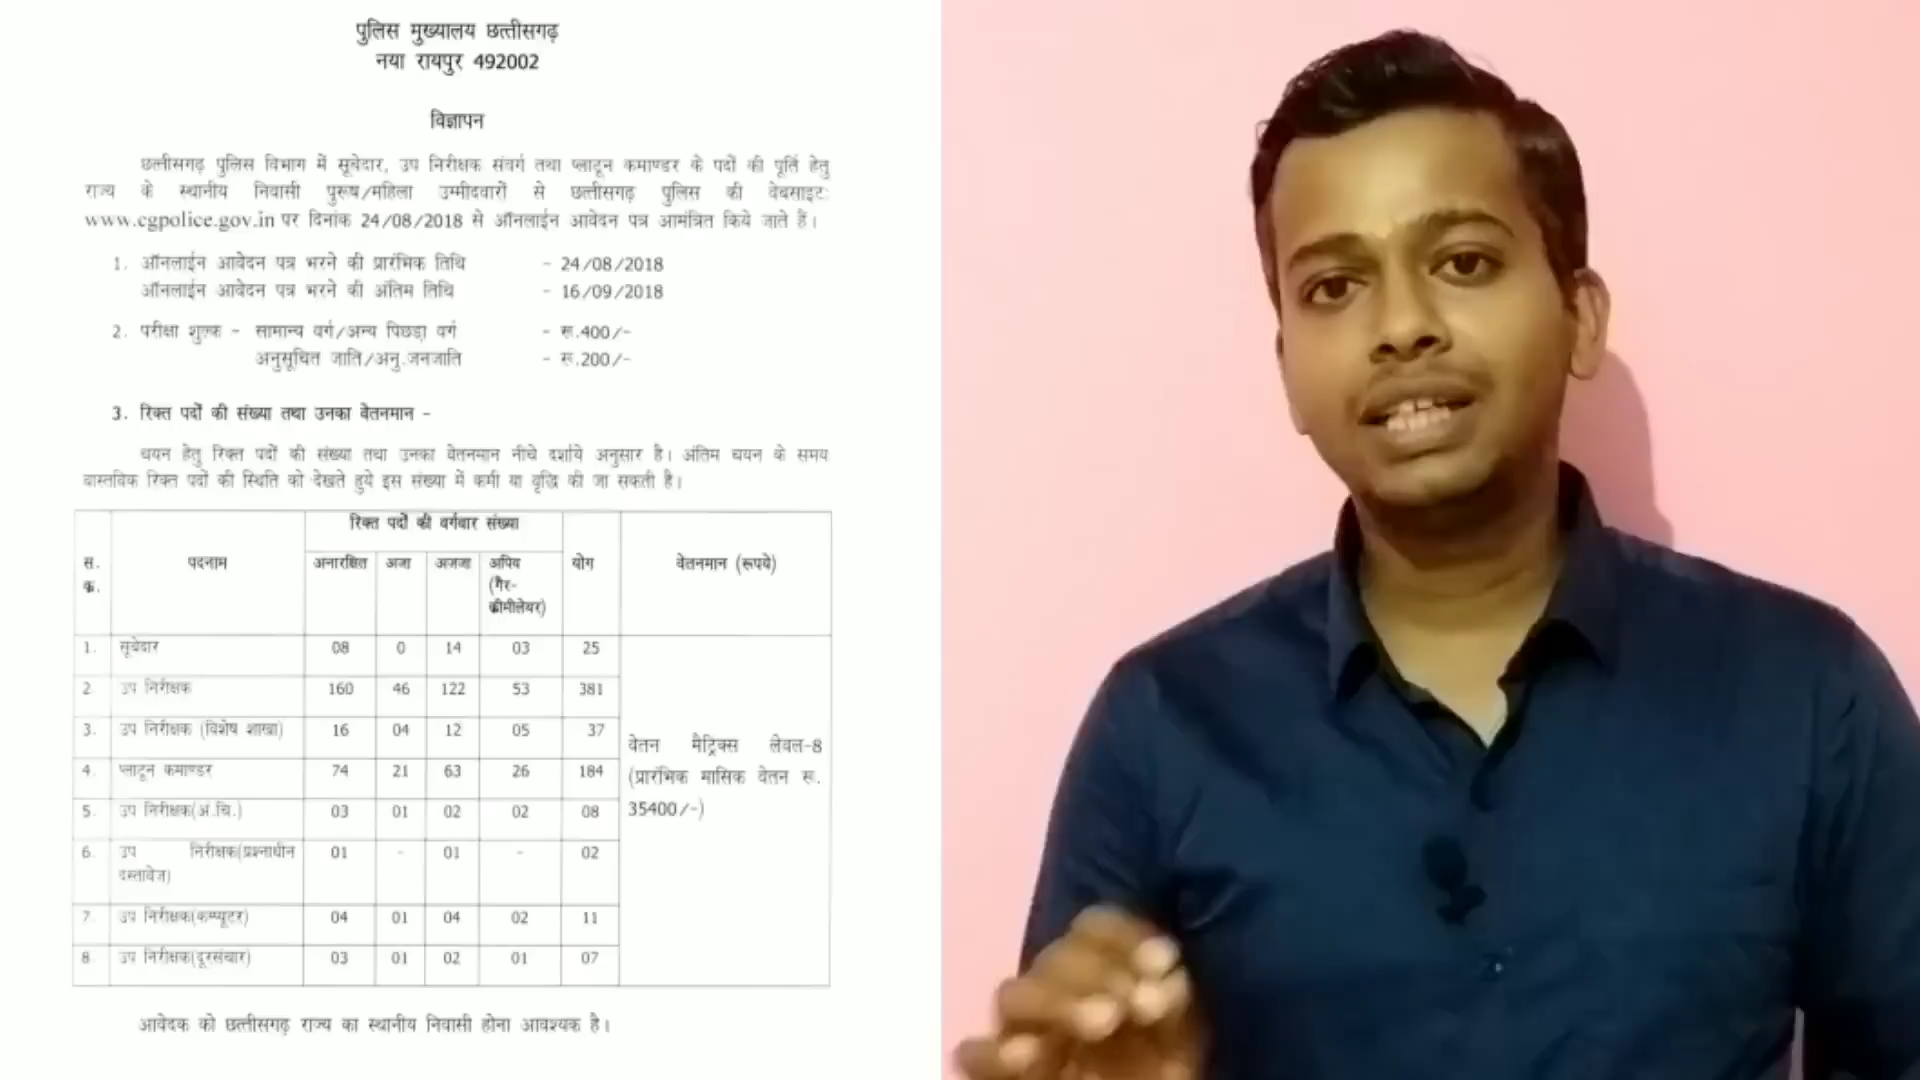 पुलिस मुख्यालय छत्तीसगढ़
नया रायपुर 492002
विज्ञापन
छत्तीसगढ़ पुलिस विभाग में सूबेदार, उप निरीक्षक संवर्ग तथा प्लाटून कमाण्डर के पदों की पूर्ति हेतु
राज्य के स्थानीय निवासी पुरूष/महिला उम्मीदवारों से छत्तीसगढ़ पुलिस की वेबसाइटः
www.cgpolice.gov.in पर दिनांक 24/08/2018 से ऑनलाईन आवेदन पत्र आमंत्रित किये जाते हैं।
1. ऑनलाईन आवेदन पत्र भरने की प्रारंभिक तिथि - 24/08/2018
ऑनलाईन आवेदन पत्र भरने की अंतिम तिथि - 16/09/2018
2. परीक्षा शुल्क - सामान्य वर्ग/अन्य पिछड़ा वर्ग - रू.400/-
अनुसूचित जाति/अनु.जनजाति - रू.200/-
3. रिक्त पदों की संख्या तथा उनका वेतनमान -
चयन हेतु रिक्त पदों की संख्या तथा उनका वेतनमान नीचे दर्शाये अनुसार है। अंतिम चयन के समय
वास्तविक रिक्त पदों की स्थिति को देखते हुये इस संख्या में कमी या वृद्धि की जा सकती है।
रिक्त पदों की वर्गवार संख्या
स. क्र. पदनाम अनारक्षित अजा अजजा अपिव (गैर-क्रीमीलेयर) योग वेतनमान (रूपये)
1. सूबेदार 08 0 14 03 25
2. उप निरीक्षक 160 46 122 53 381
3. उप निरीक्षक (विशेष शाखा) 16 04 12 05 37
4. प्लाटून कमाण्डर 74 21 63 26 184
5. उप निरीक्षक(अं.चि.) 03 01 02 02 08
6. उप निरीक्षक(प्रश्नाधीन दस्तावेज) 01 - 01 - 02
7. उप निरीक्षक(कम्प्यूटर) 04 01 04 02 11
8. उप निरीक्षक(दूरसंचार) 03 01 02 01 07
वेतन मैट्रिक्स लेवल-8
(प्रारंभिक मासिक वेतन रू.
35400/-)
आवेदक को छत्तीसगढ़ राज्य का स्थानीय निवासी होना आवश्यक है।